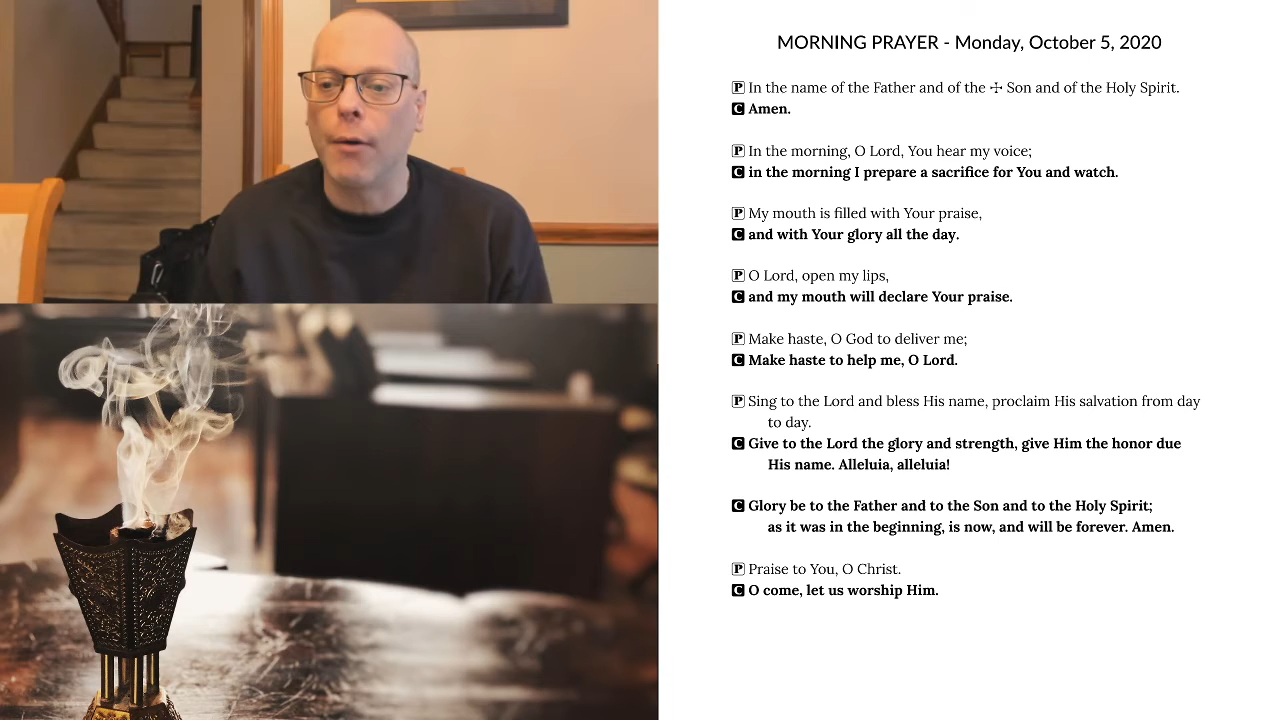 MORNING PRAYER - Monday, October 5, 2020
P In the name of the Father and of the ☩ Son and of the Holy Spirit.
C Amen.
P In the morning, O Lord, You hear my voice;
C in the morning I prepare a sacrifice for You and watch.
P My mouth is filled with Your praise,
C and with Your glory all the day.
P O Lord, open my lips,
C and my mouth will declare Your praise.
P Make haste, O God to deliver me;
C Make haste to help me, O Lord.
P Sing to the Lord and bless His name, proclaim His salvation from day
to day.
C Give to the Lord the glory and strength, give Him the honor due
His name. Alleluia, alleluia!
C Glory be to the Father and to the Son and to the Holy Spirit;
as it was in the beginning, is now, and will be forever. Amen.
P Praise to You, O Christ.
C O come, let us worship Him.